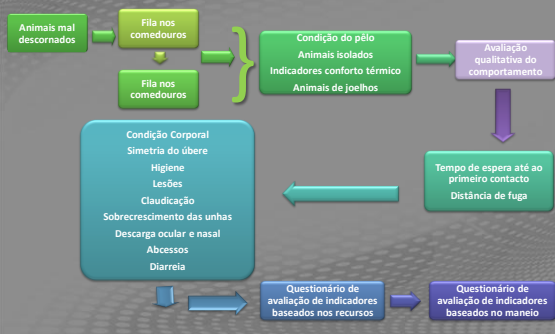 Animais mal
descornados
Fila nos
comedouros
Fila nos
comedouros
Condição do pêlo
Animais isolados
Indicadores conforto térmico
Animais de joelhos
Avaliação
qualitativa do
comportamento
Tempo de espera até ao
primeiro contacto
Distância de fuga
Condição Corporal
Simetria do úbere
Higiene
Lesões
Claudicação
Sobrecrescimento das unhas
Descarga ocular e nasal
Abcessos
Diarreia
Questionário de
avaliação de indicadores
baseados nos recursos
Questionário de
avaliação de indicadores
baseados no maneio